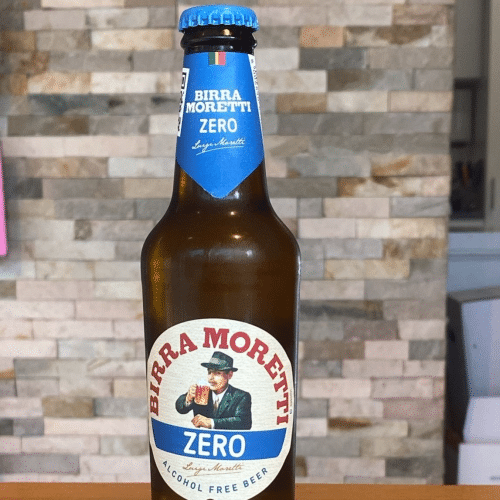 BIRRA
MORETTI
ZERO
Luigi Moretti
BIRRA MORETTI
ZERO
Luigi Moretti
ALCOHOL FREE BEER